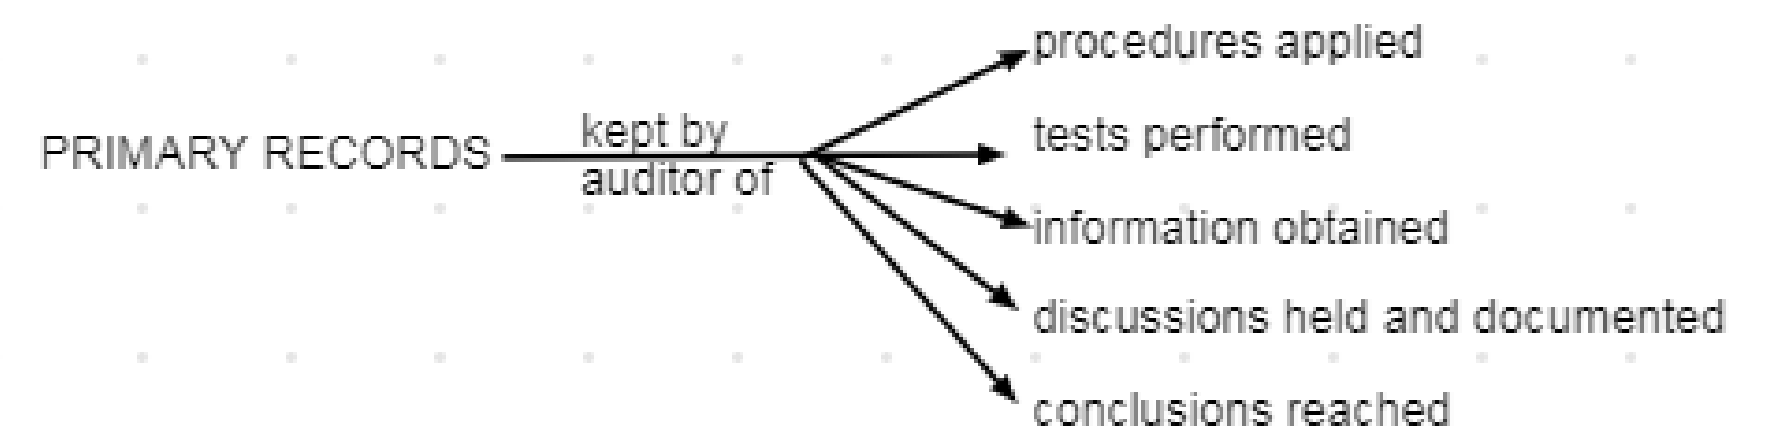 procedures applied
PRIMARY RECORDS
kept by
auditor of
tests performed
information obtained
discussions held and documented
conclusions reached